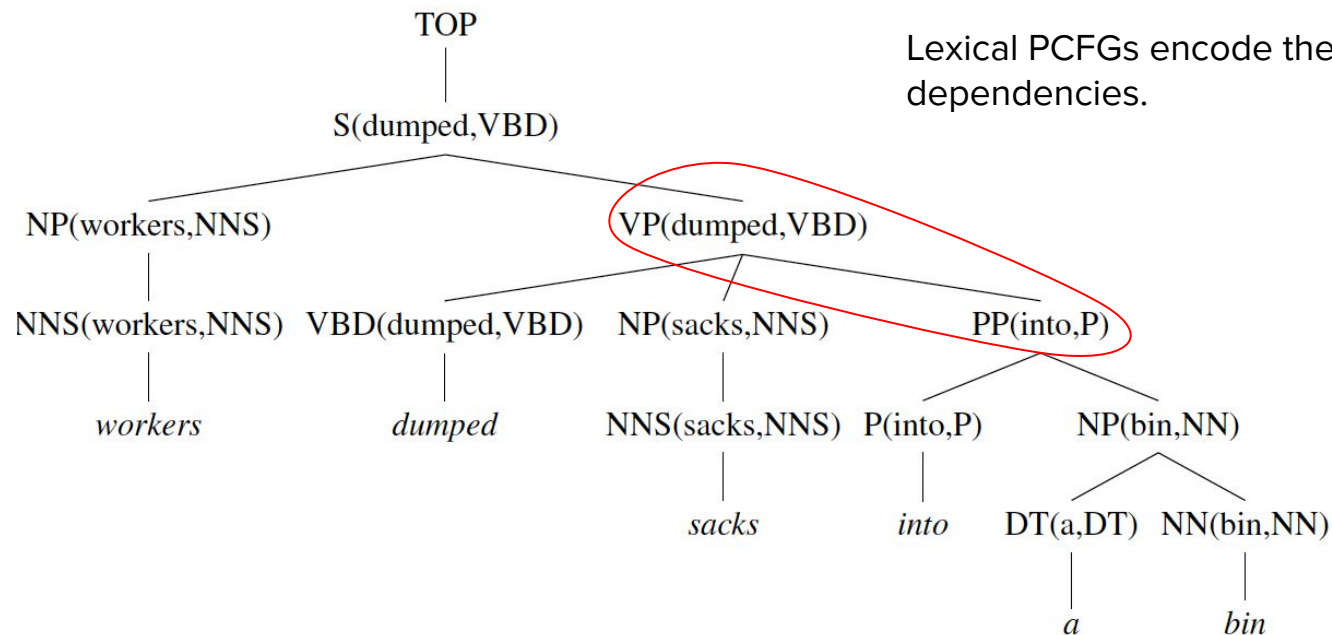 TOP
Lexical PCFGs encode the
dependencies.
S(dumped,VBD)
NP(workers,NNS) VP(dumped,VBD)
NNS(workers,NNS) VBD(dumped,VBD) NP(sacks,NNS) PP(into,P)
workers dumped NNS(sacks,NNS) P(into,P) NP(bin,NN)
sacks into DT(a,DT) NN(bin,NN)
a bin